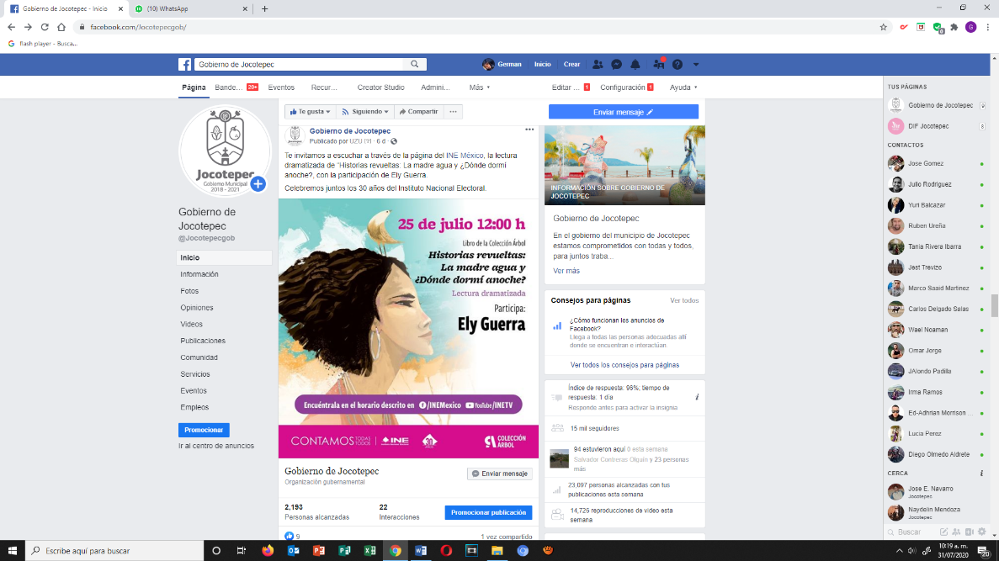 Gobierno de Jocotepec - Inicio
(10) WhatsApp
facebook.com/Jocotepecgob/
flash player - Busca...
Gobierno de Jocotepec
German
Inicio
Crear
Página
Bande...
20+
Eventos
Recur...
Creator Studio
Admini...
Más
Editar ...
1
Configuración
1
Ayuda
Jocotepec
Gobierno Municipal
2018 - 2021
Gobierno de
Jocotepec
@Jocotepecgob
Inicio
Información
Fotos
Opiniones
Videos
Publicaciones
Comunidad
Servicios
Eventos
Empleos
Promocionar
Ir al centro de anuncios
Te gusta
Siguiendo
Compartir
Gobierno de Jocotepec
Publicado por UZU [?] · 6 d ·
Te invitamos a escuchar a través de la página del INE México, la lectura
dramatizada de "Historias revueltas: La madre agua y ¿Dónde dormí
anoche?, con la participación de Ely Guerra.
Celebremos juntos los 30 años del Instituto Nacional Electoral.
25 de julio 12:00 h
Libro de la Colección Árbol
Historias revueltas:
La madre agua y
¿Dónde dormí anoche?
Lectura dramatizada
Participa:
Ely Guerra
Encuéntrala en el horario descrito en /INEMexico YouTube/INETV
CONTAMOS TODAS TODOS INE 30 AÑOS COLECCIÓN ÁRBOL
Gobierno de Jocotepec
Organización gubernamental
Enviar mensaje
2,193
Personas alcanzadas
22
Interacciones
Promocionar publicación
9
1 vez compartido
Enviar mensaje
INFORMACIÓN SOBRE GOBIERNO DE
JOCOTEPEC
Gobierno de Jocotepec
En el gobierno del municipio de Jocotepec
estamos comprometidos con todas y todos,
para juntos traba...
Ver más
Consejos para páginas
Ver todos
¿Cómo funcionan los anuncios de
Facebook?
Llega a todas las personas adecuadas allí
donde se encuentran e interactúan.
Ver todos los consejos para páginas
Índice de respuesta: 96%, tiempo de
respuesta: 1 día
Responde antes para activar la insignia
15 mil seguidores
94 estuvieron aquí 0 esta semana
Salvador Contreras Olguín y 23 personas
más
23,097 personas alcanzadas con tus
publicaciones esta semana
14,726 reproducciones de video esta
semana
TUS PÁGINAS
Gobierno de Jocotepec
9
DIF Jocotepec
8
CONTACTOS
Jose Gomez
Julio Rodriguez
Yuri Balcazar
Ruben Ureña
Tania Rivera Ibarra
Jest Trevizo
Marco Saaid Martinez
Carlos Delgado Salas
Wael Noaman
Omar Jorge
JAlondo Padilla
Irma Ramos
Ed-Adhrian Morrison ...
Lucia Perez
Diego Olmedo Aldrete
CERCA
Jose E. Navarro
Jocotepec
Naydelin Mendoza
Jocotepec
Buscar
Escribe aquí para buscar
10:19 a. m.
31/07/2020
20